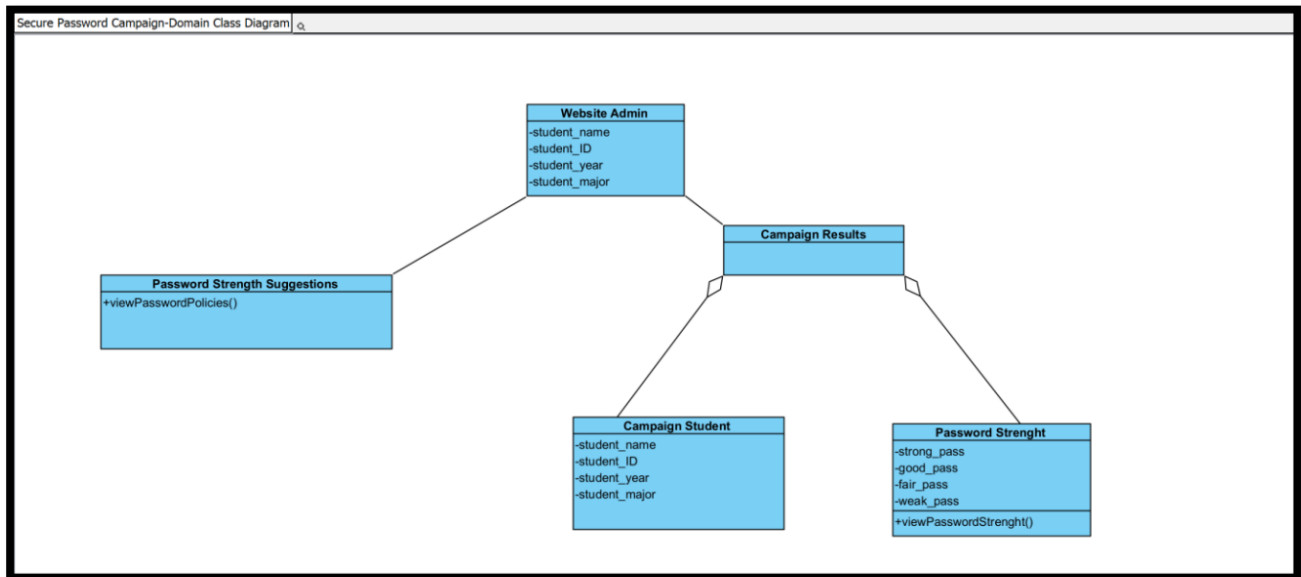 Secure Password Campaign-Domain Class Diagram
Website Admin
-student_name
-student_ID
-student_year
-student_major
Campaign Results
Password Strength Suggestions
+viewPasswordPolicies()
Campaign Student
-student_name
-student_ID
-student_year
-student_major
Password Strenght
-strong_pass
-good_pass
-fair_pass
-weak_pass
+viewPasswordStrenght()